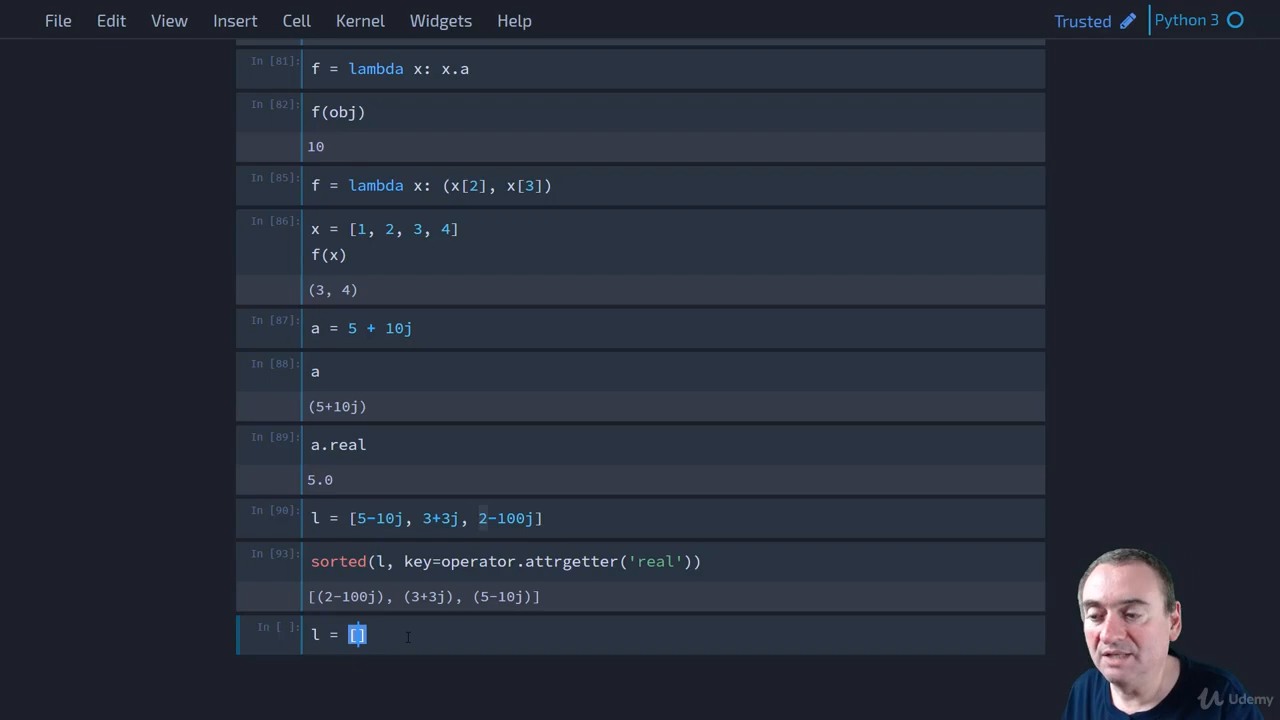 File Edit View Insert Cell Kernel Widgets Help Trusted Python 3
In [81]: f = lambda x: x.a
In [82]: f(obj)
10
In [85]: f = lambda x: (x[2], x[3])
In [86]: x = [1, 2, 3, 4]
f(x)
(3, 4)
In [87]: a = 5 + 10j
In [88]: a
(5+10j)
In [89]: a.real
5.0
In [90]: l = [5-10j, 3+3j, 2-100j]
In [93]: sorted(l, key=operator.attrgetter('real'))
[(2-100j), (3+3j), (5-10j)]
In [ ]: l = []
Udemy